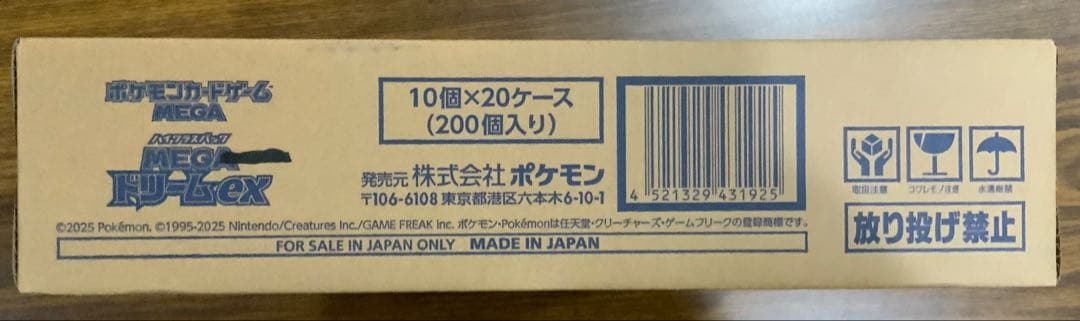 ポケモンカードゲーム
MEGA
ハイクラスパック
MEGA
ドリームex
10個×20ケース
(200個入り)
発売元 株式会社 ポケモン
〒106-6108 東京都港区六本木6-10-1
4 521329 431925
取扱注意 コワレモノ注意 水濡厳禁
放り投げ禁止
©2025 Pokémon. ©1995-2025 Nintendo/Creatures Inc./GAME FREAK inc. ポケモン・Pokémonは任天堂・クリーチャーズ・ゲームフリークの登録商標です。
FOR SALE IN JAPAN ONLY MADE IN JAPAN